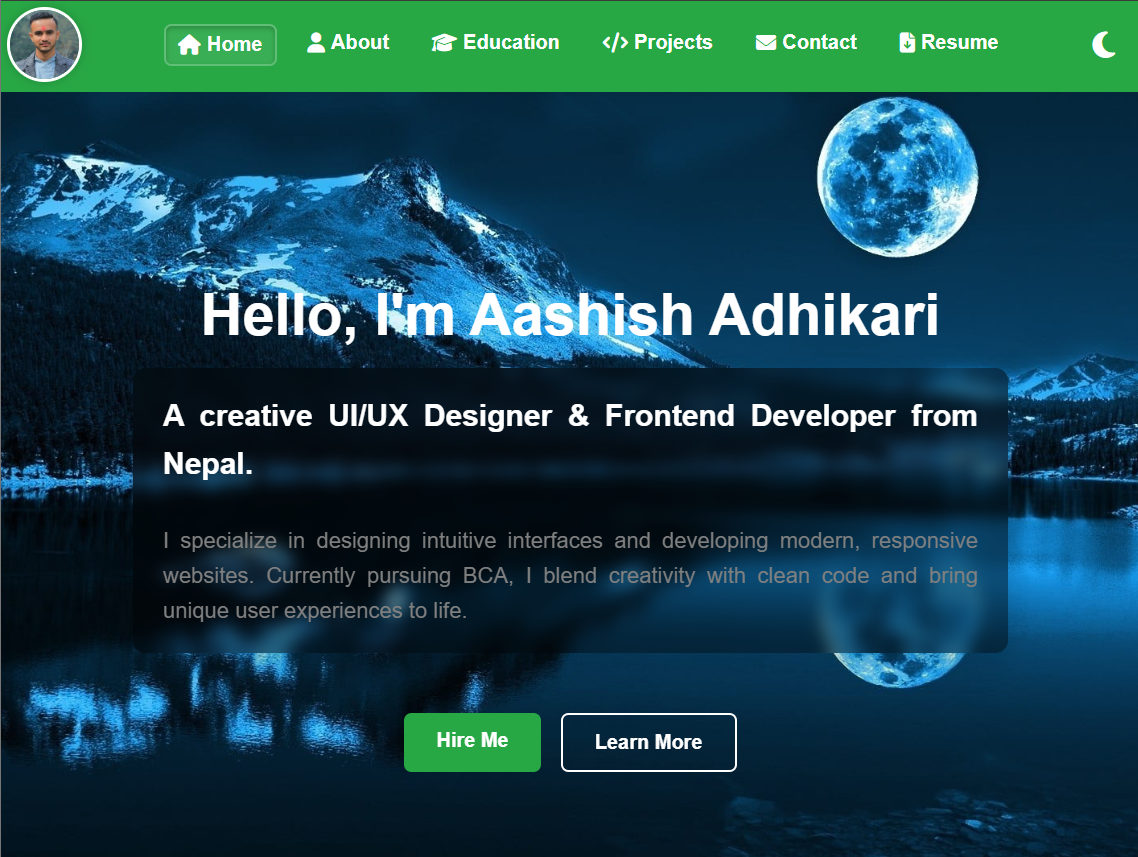 Home About Education Projects Contact Resume
Hello, I'm Aashish Adhikari
A creative UI/UX Designer & Frontend Developer from
Nepal.
I specialize in designing intuitive interfaces and developing modern, responsive
websites. Currently pursuing BCA, I blend creativity with clean code and bring
unique user experiences to life.
Hire Me Learn More